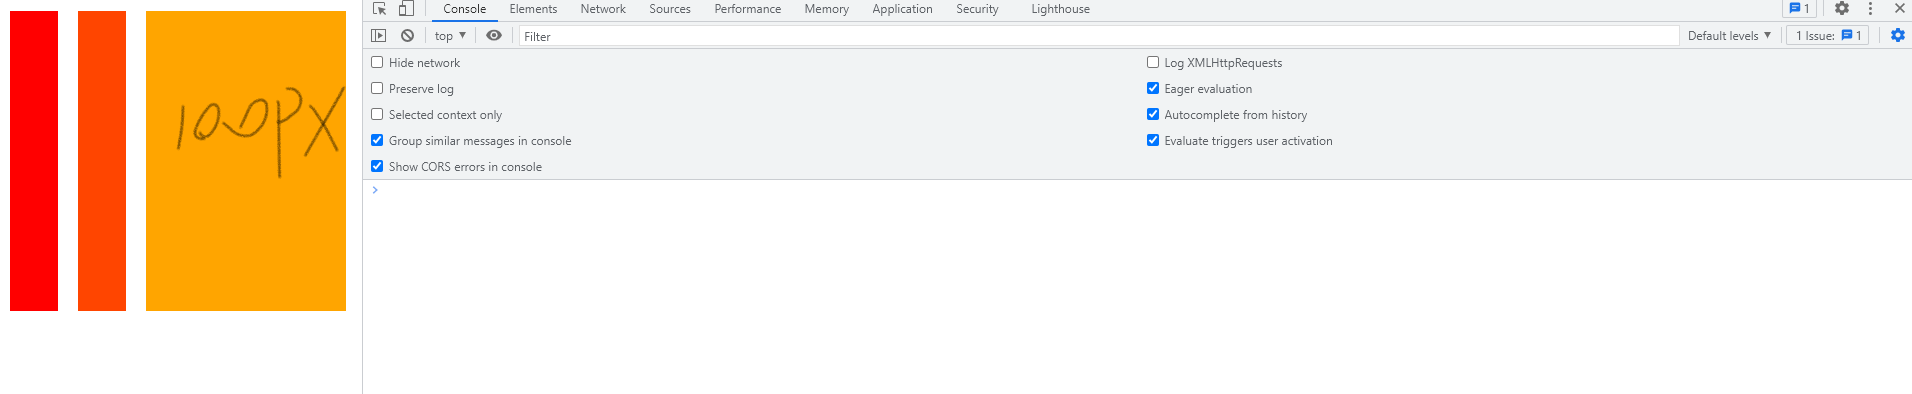 Console Elements Network Sources Performance Memory Application Security Lighthouse 1
top Filter Default levels 1 Issue: 1
Hide network Log XMLHttpRequests
Preserve log Eager evaluation
Selected context only Autocomplete from history
Group similar messages in console Evaluate triggers user activation
Show CORS errors in console
100px